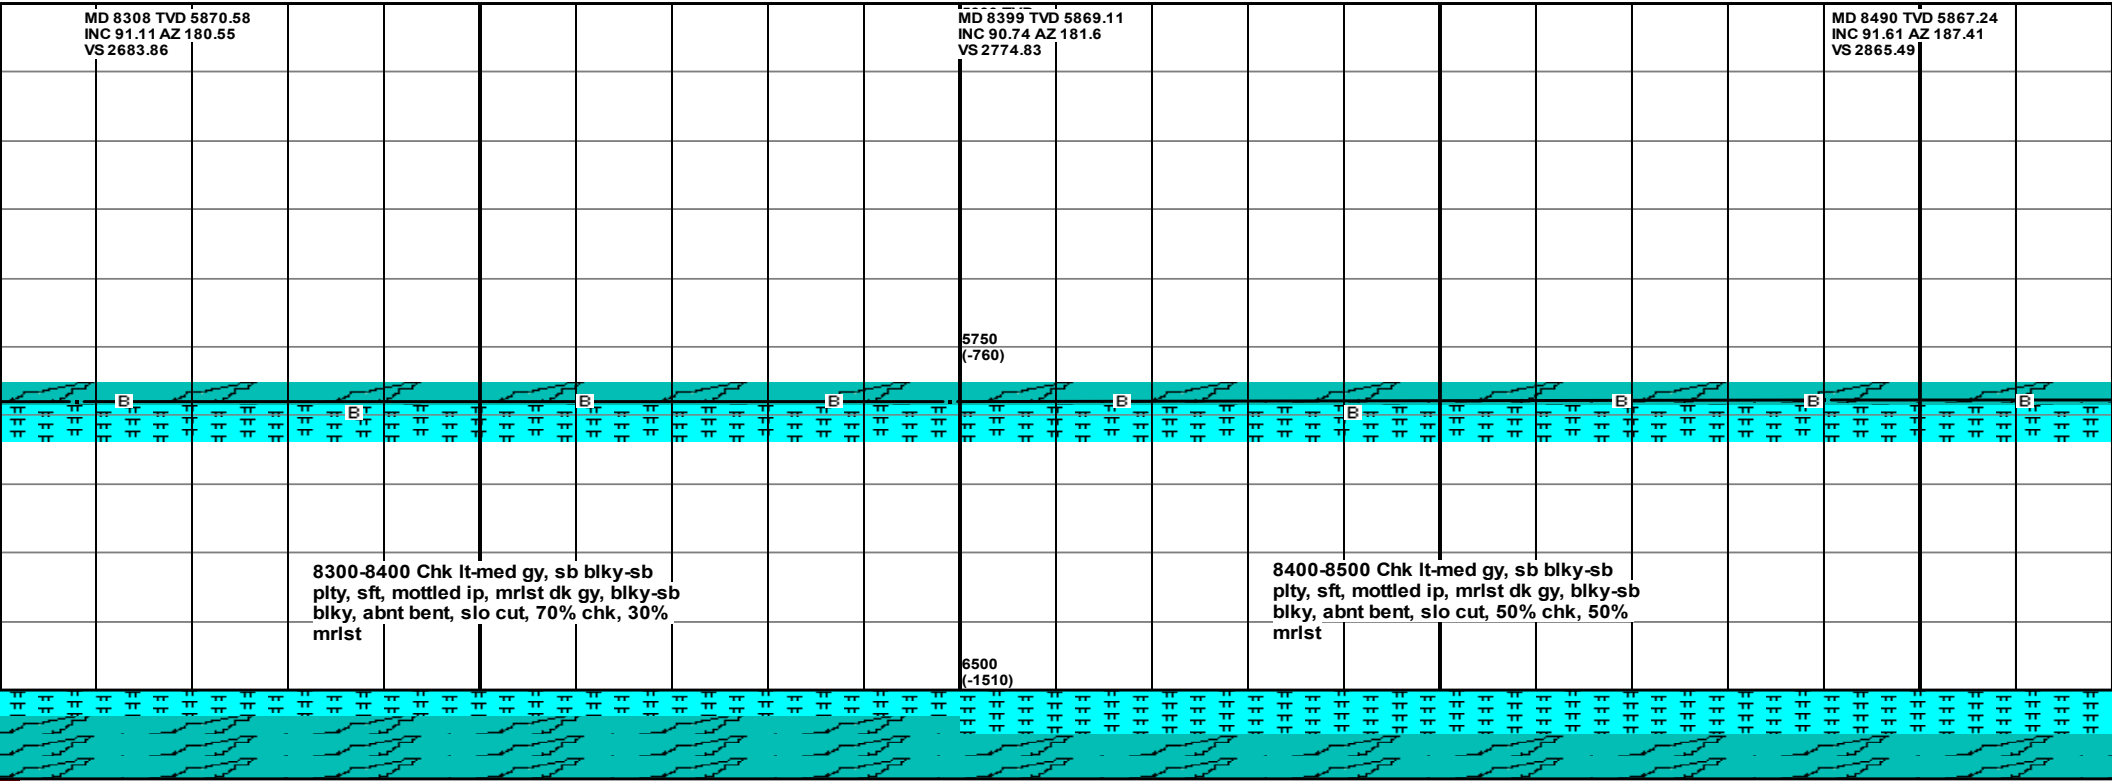 MD 8308 TVD 5870.58
INC 91.11 AZ 180.55
VS 2683.86
MD 8399 TVD 5869.11
INC 90.74 AZ 181.6
VS 2774.83
MD 8490 TVD 5867.24
INC 91.61 AZ 187.41
VS 2865.49
5750
(-760)
B B B B B B B B
B B
8300-8400 Chk lt-med gy, sb blky-sb
plty, sft, mottled ip, mrlst dk gy, blky-sb
blky, abnt bent, slo cut, 70% chk, 30%
mrlst
8400-8500 Chk lt-med gy, sb blky-sb
plty, sft, mottled ip, mrlst dk gy, blky-sb
blky, abnt bent, slo cut, 50% chk, 50%
mrlst
6500
(-1510)